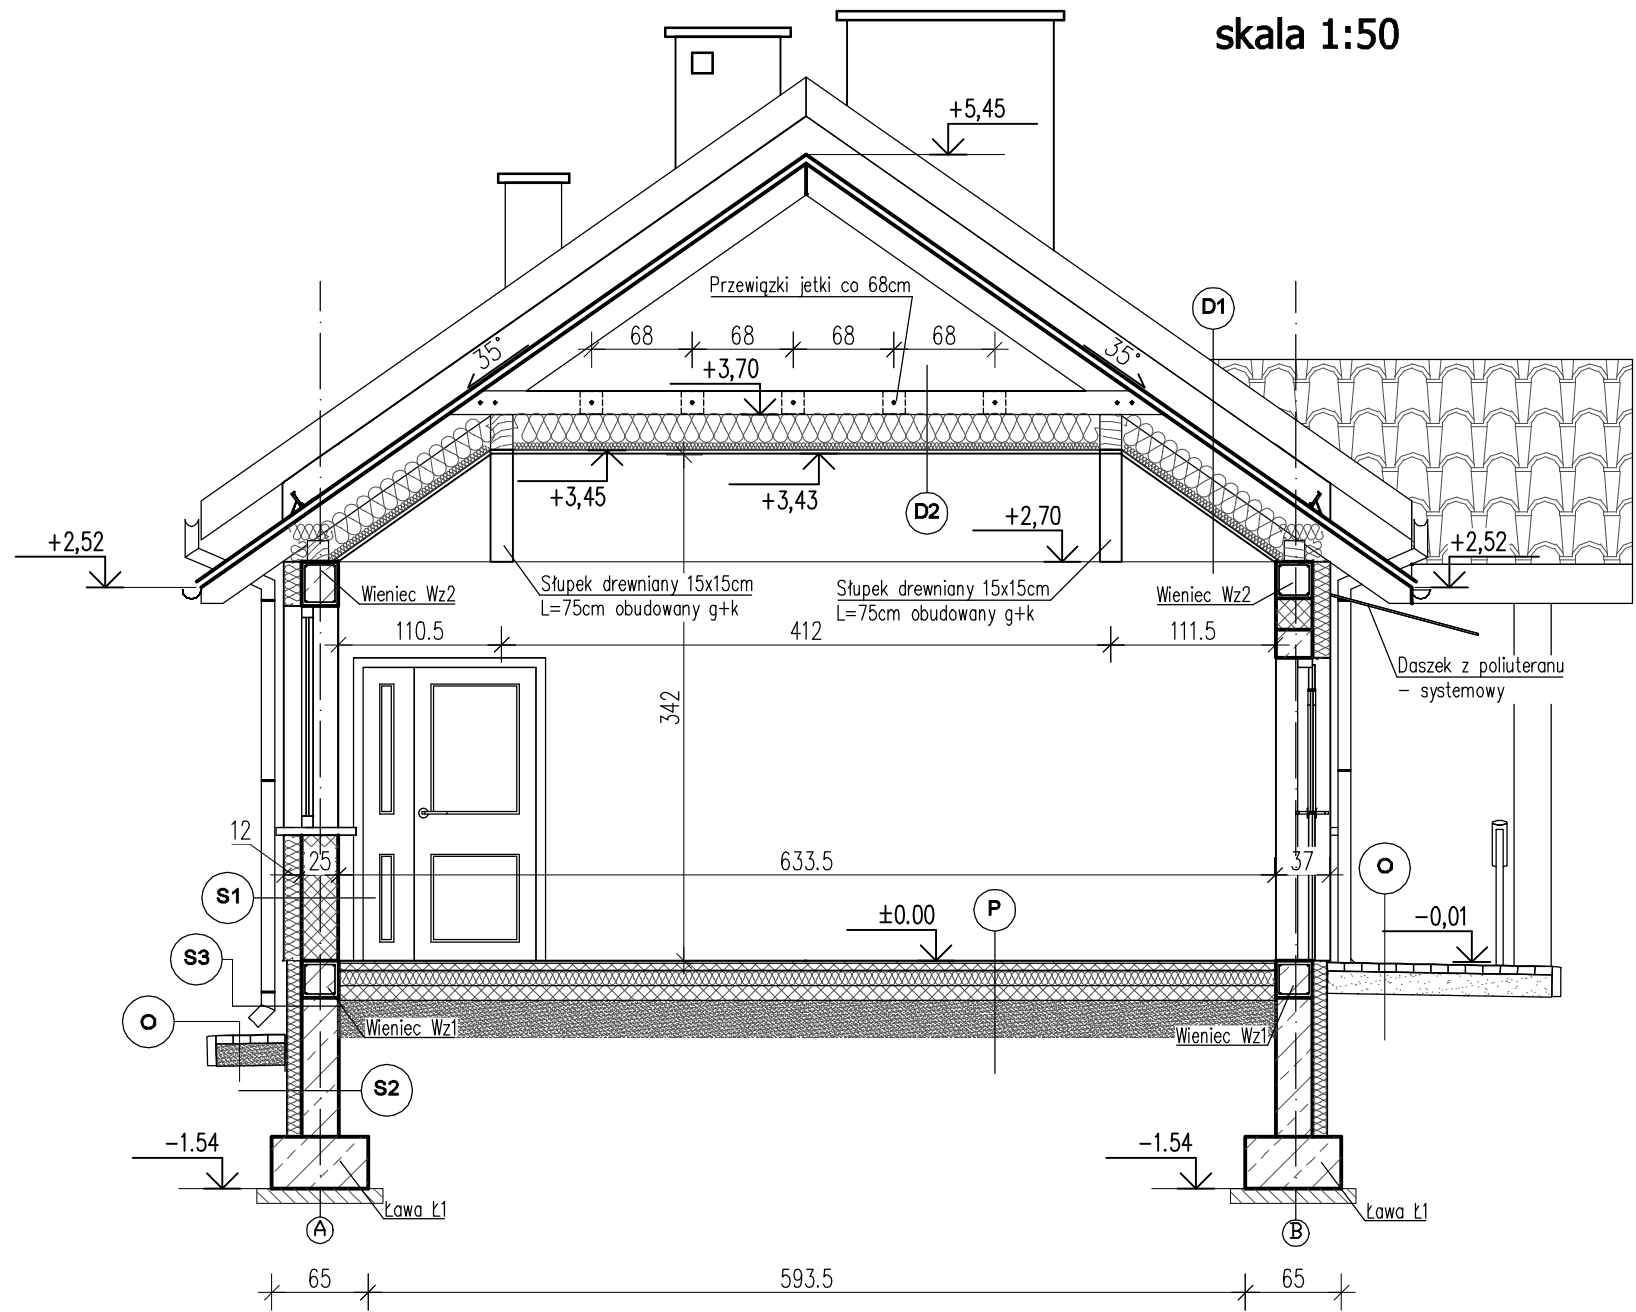 skala 1:50
+5,45
Przewiązki jetki co 68cm
D1
35°
68
68
68
68
35°
+3,70
+3,45
+3,43
D2
+2,70
+2,52
+2,52
Wieniec Wz2
Słupek drewniany 15x15cm
L=75cm obudowany g+k
Słupek drewniany 15x15cm
L=75cm obudowany g+k
Wieniec Wz2
110.5
412
111.5
Daszek z poliuteranu
- systemowy
342
12
25
633.5
37
O
S1
P
±0.00
-0,01
S3
O
Wieniec Wz1
Wieniec Wz1
S2
-1.54
-1.54
Ława Ł1
Ława Ł1
A
B
65
593.5
65